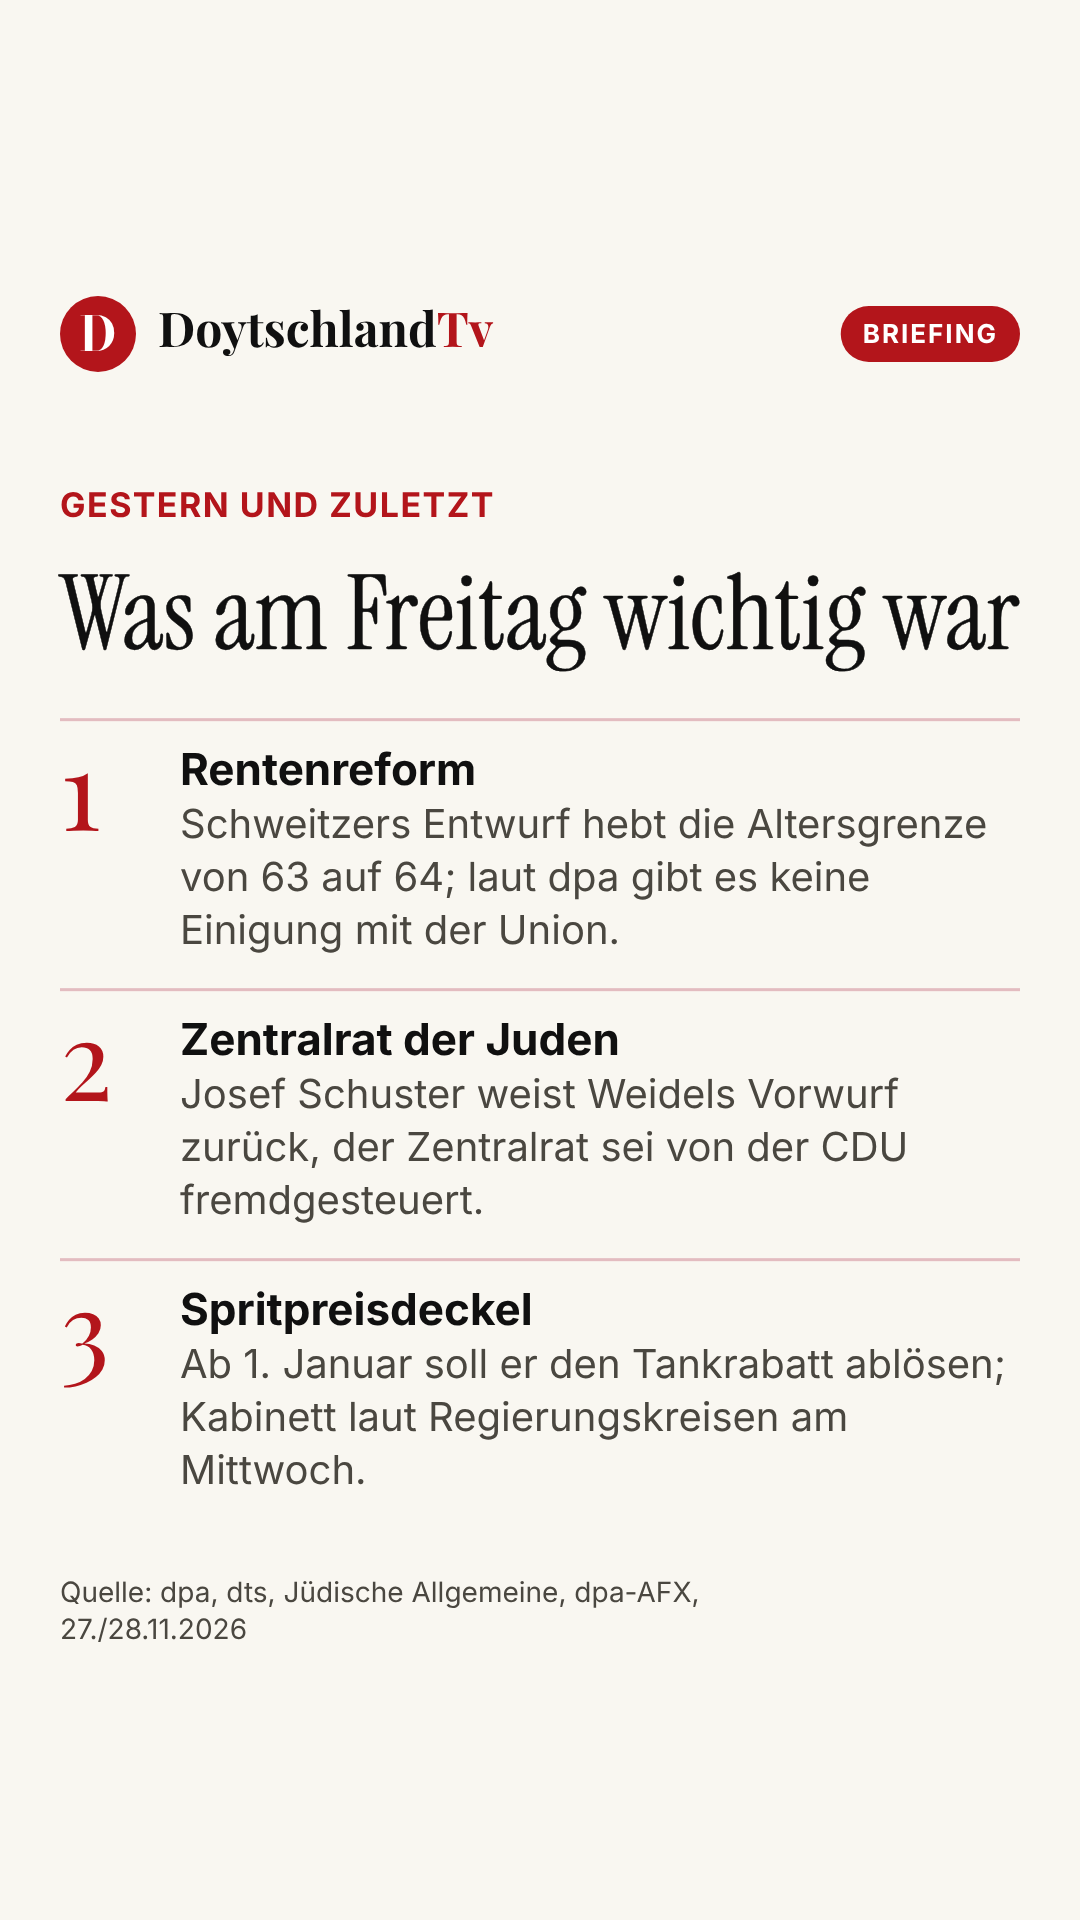 D DoytschlandTv
BRIEFING
GESTERN UND ZULETZT
Was am Freitag wichtig war
1
Rentenreform
Schweitzers Entwurf hebt die Altersgrenze
von 63 auf 64; laut dpa gibt es keine
Einigung mit der Union.
2
Zentralrat der Juden
Josef Schuster weist Weidels Vorwurf
zurück, der Zentralrat sei von der CDU
fremdgesteuert.
3
Spritpreisdeckel
Ab 1. Januar soll er den Tankrabatt ablösen;
Kabinett laut Regierungskreisen am
Mittwoch.
Quelle: dpa, dts, Jüdische Allgemeine, dpa-AFX,
27./28.11.2026